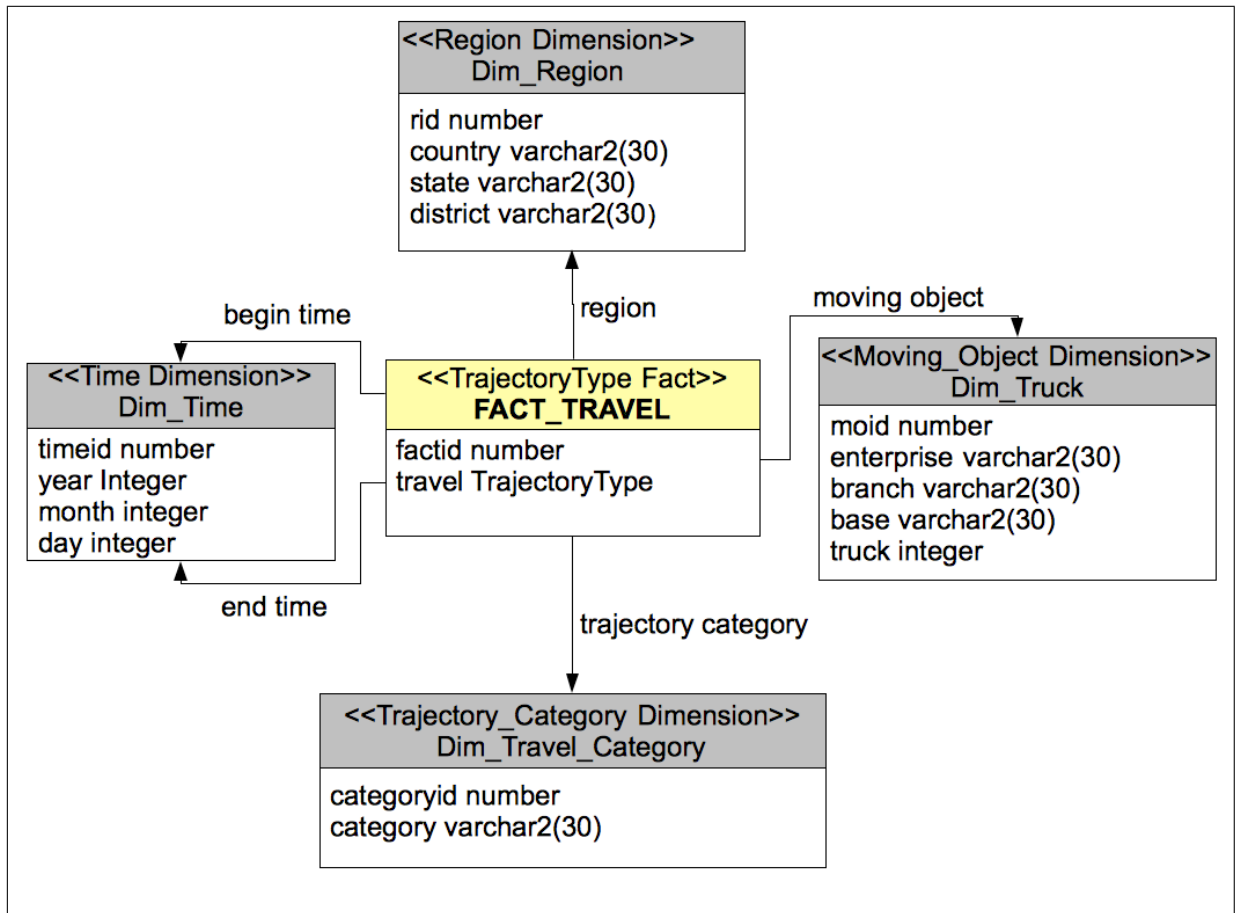 <<Region Dimension>>
Dim_Region
rid number
country varchar2(30)
state varchar2(30)
district varchar2(30)
begin time
region
moving object
<<Time Dimension>>
Dim_Time
timeid number
year Integer
month integer
day integer
<<TrajectoryType Fact>>
FACT_TRAVEL
factid number
travel TrajectoryType
<<Moving_Object Dimension>>
Dim_Truck
moid number
enterprise varchar2(30)
branch varchar2(30)
base varchar2(30)
truck integer
end time
trajectory category
<<Trajectory_Category Dimension>>
Dim_Travel_Category
categoryid number
category varchar2(30)